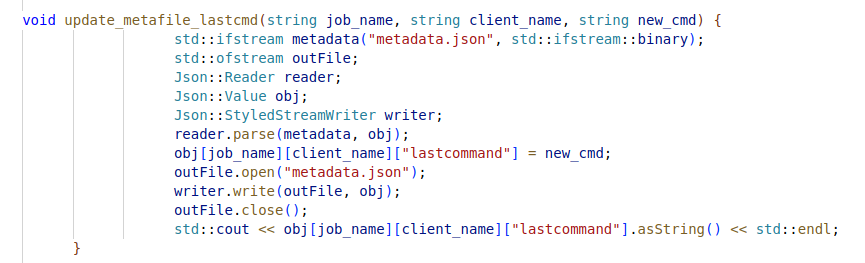 void update_metafile_lastcmd(string job_name, string client_name, string new_cmd) {
std::ifstream metadata("metadata.json", std::ifstream::binary);
std::ofstream outFile;
Json::Reader reader;
Json::Value obj;
Json::StyledStreamWriter writer;
reader.parse(metadata, obj);
obj[job_name][client_name]["lastcommand"] = new_cmd;
outFile.open("metadata.json");
writer.write(outFile, obj);
outFile.close();
std::cout << obj[job_name][client_name]["lastcommand"].asString() << std::endl;
}